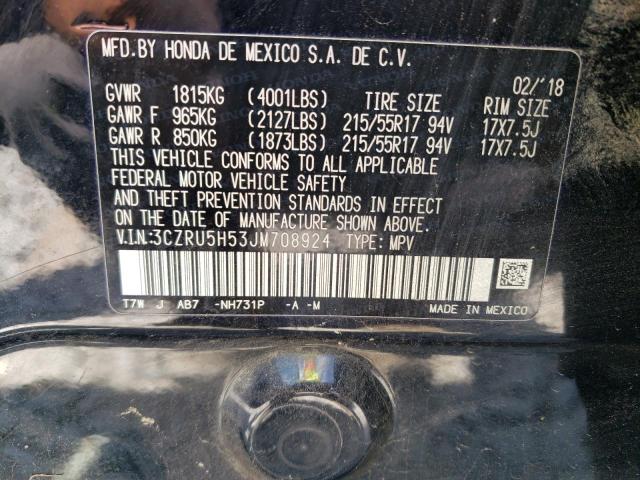 MFD.BY HONDA DE MEXICO S.A. DE C.V.
02/'18
GVWR 1815KG (4001LBS) TIRE SIZE RIM SIZE
GAWR F 965KG (2127LBS) 215/55R17 94V 17X7.5J
GAWR R 850KG (1873LBS) 215/55R17 94V 17X7.5J
THIS VEHICLE CONFORMS TO ALL APPLICABLE
FEDERAL MOTOR VEHICLE SAFETY
AND THEFT PREVENTION STANDARDS IN EFFECT
ON THE DATE OF MANUFACTURE SHOWN ABOVE.
V.I.N:3CZRU5H53JM708924 TYPE: MPV
T7W J AB7 -NH731P -A -M
MADE IN MEXICO